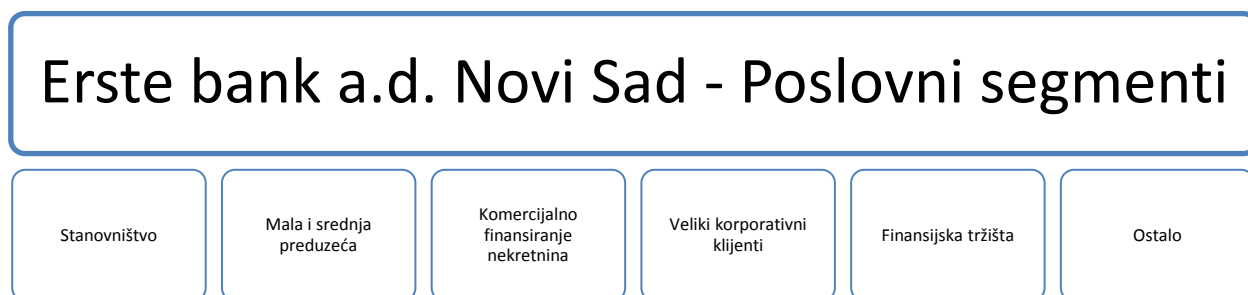 Erste bank a.d. Novi Sad - Poslovni segmenti
Stanovništvo
Mala i srednja
preduzeća
Komercijalno
finansiranje
nekretnina
Veliki korporativni
klijenti
Finansijska tržišta
Ostalo